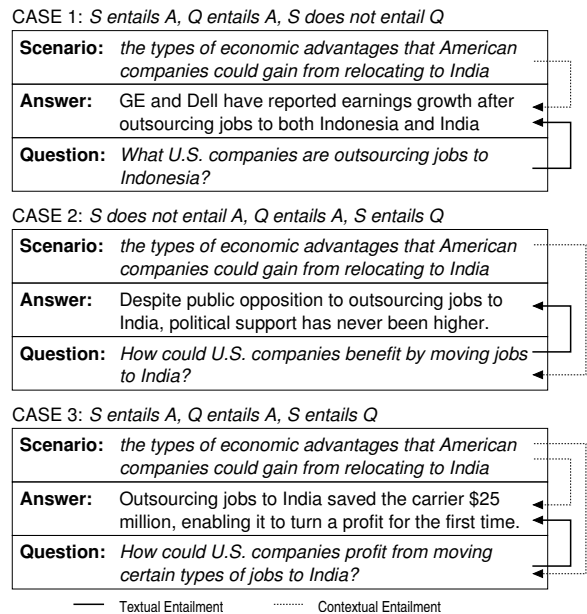 CASE 1: S entails A, Q entails A, S does not entail Q
Scenario: the types of economic advantages that American
companies could gain from relocating to India
Answer: GE and Dell have reported earnings growth after
outsourcing jobs to both Indonesia and India
Question: What U.S. companies are outsourcing jobs to
Indonesia?
CASE 2: S does not entail A, Q entails A, S entails Q
Scenario: the types of economic advantages that American
companies could gain from relocating to India
Answer: Despite public opposition to outsourcing jobs to
India, political support has never been higher.
Question: How could U.S. companies benefit by moving jobs
to India?
CASE 3: S entails A, Q entails A, S entails Q
Scenario: the types of economic advantages that American
companies could gain from relocating to India
Answer: Outsourcing jobs to India saved the carrier $25
million, enabling it to turn a profit for the first time.
Question: How could U.S. companies profit from moving
certain types of jobs to India?
Textual Entailment Contextual Entailment